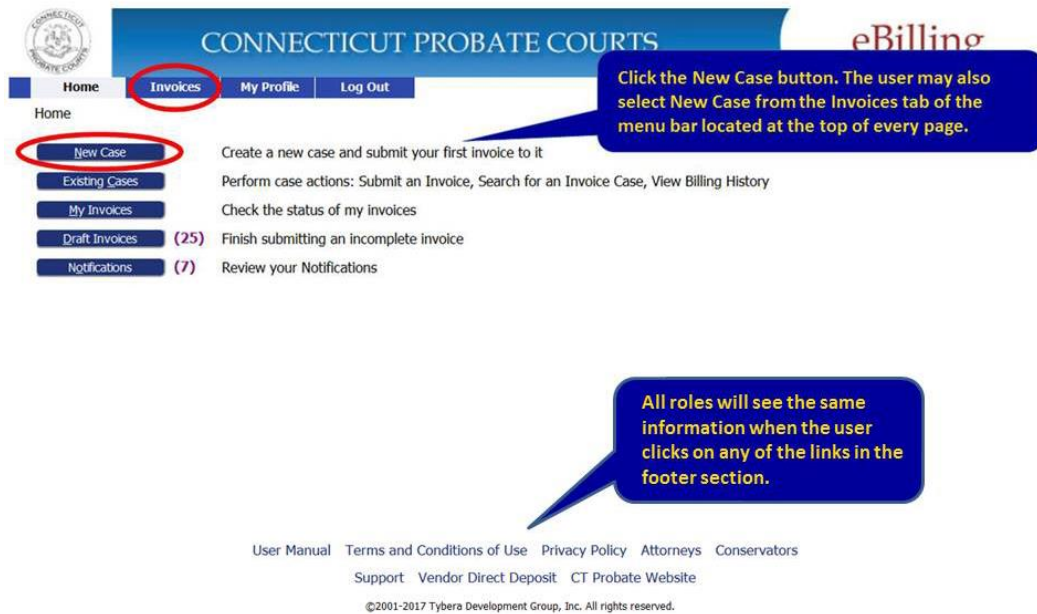 CONNECTICUT
PROBATE COURTS
CONNECTICUT PROBATE COURTS
eBilling
Home Invoices My Profile Log Out
Home
Click the New Case button. The user may also
select New Case from the Invoices tab of the
menu bar located at the top of every page.
New Case Create a new case and submit your first invoice to it
Existing Cases Perform case actions: Submit an Invoice, Search for an Invoice Case, View Billing History
My Invoices Check the status of my invoices
Draft Invoices (25) Finish submitting an incomplete invoice
Notifications (7) Review your Notifications
All roles will see the same
information when the user
clicks on any of the links in the
footer section.
User Manual Terms and Conditions of Use Privacy Policy Attorneys Conservators
Support Vendor Direct Deposit CT Probate Website
©2001-2017 Tybera Development Group, Inc. All rights reserved.